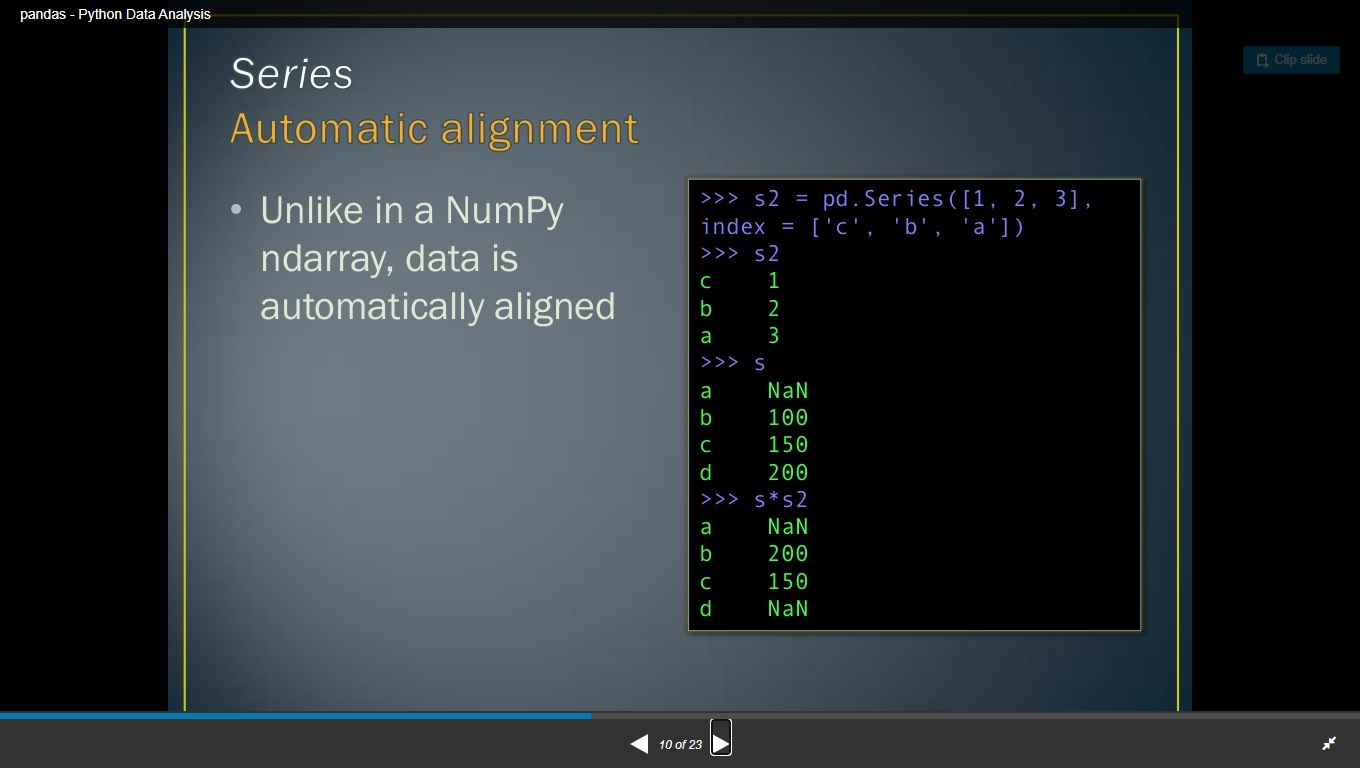 pandas - Python Data Analysis
Clip slide
Series
Automatic alignment
• Unlike in a NumPy
ndarray, data is
automatically aligned
>>> s2 = pd.Series([1, 2, 3],
index = ['c', 'b', 'a'])
>>> s2
c    1
b    2
a    3
>>> s
a    NaN
b    100
c    150
d    200
>>> s*s2
a    NaN
b    200
c    150
d    NaN
10 of 23